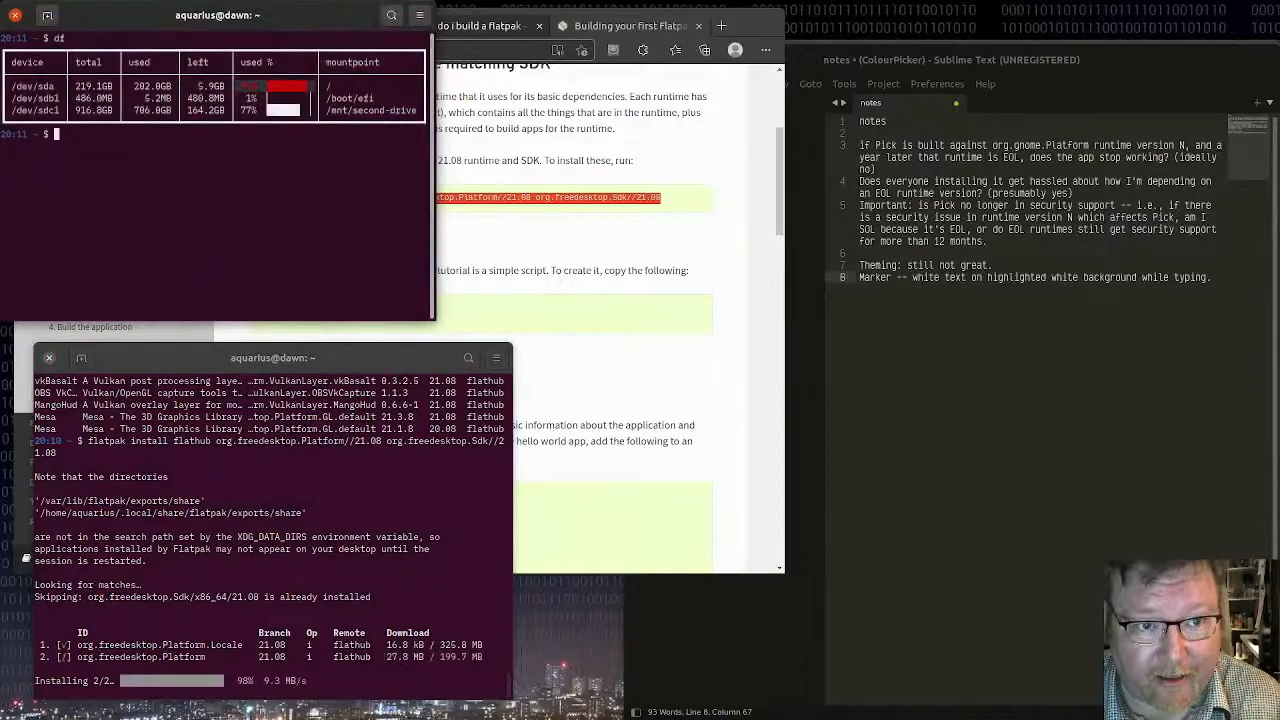 aquarius@dawn: ~
20:11 ~ $ df
device total used left used % mountpoint
/dev/sda 219.1GB 202.0GB 5.9GB /
/dev/sdb1 486.0MB 5.2MB 480.8MB 1% /boot/efi
/dev/sdc1 916.8GB 786.0GB 164.2GB 77% /mnt/second-drive
20:11 ~ $
do i build a flatpak -
Building your first Flatpa
e matching SDK
time that it uses for its basic dependencies. Each runtime has
t), which contains all the things that are in the runtime, plus
is required to build apps for the runtime.
21.08 runtime and SDK. To install these, run:
ktop.Platform//21.08 org.freedesktop.Sdk//21.08
tutorial is a simple script. To create it, copy the following:
4. Build the application
sic information about the application and
hello world app, add the following to an
aquarius@dawn: ~
vkBasalt A Vulkan post processing laye… …rm.VulkanLayer.vkBasalt 0.3.2.5 21.08 flathub
OBS VkC… Vulkan/OpenGL capture tools t… …ulkanLayer.OBSVkCapture 1.1.3 21.08 flathub
MangoHud A Vulkan overlay layer for mo… …rm.VulkanLayer.MangoHud 0.6.6-1 21.08 flathub
Mesa Mesa - The 3D Graphics Library …top.Platform.GL.default 21.3.8 21.08 flathub
Mesa Mesa - The 3D Graphics Library …top.Platform.GL.default 21.1.8 20.08 flathub
20:10 ~ $ flatpak install flathub org.freedesktop.Platform//21.08 org.freedesktop.Sdk//2
1.08
Note that the directories
'/var/lib/flatpak/exports/share'
'/home/aquarius/.local/share/flatpak/exports/share'
are not in the search path set by the XDG_DATA_DIRS environment variable, so
applications installed by Flatpak may not appear on your desktop until the
session is restarted.
Looking for matches…
Skipping: org.freedesktop.Sdk/x86_64/21.08 is already installed
ID Branch Op Remote Download
1. [√] org.freedesktop.Platform.Locale 21.08 i flathub 16.8 kB / 325.8 MB
2. [/] org.freedesktop.Platform 21.08 i flathub 27.8 MB / 199.7 MB
Installing 2/2… 98% 9.3 MB/s
notes • (ColourPicker) - Sublime Text (UNREGISTERED)
Goto Tools Project Preferences Help
notes
1 notes
2
3 if Pick is built against org.gnome.Platform runtime version N, and a
year later that runtime is EOL, does the app stop working? (ideally
no)
4 Does everyone installing it get hassled about how I'm depending on
an EOL runtime version? (presumably yes)
5 Important: is Pick no longer in security support -- i.e., if there
is a security issue in runtime version N which affects Pick, am I
SOL because it's EOL, or do EOL runtimes still get security support
for more than 12 months.
6
7 Theming: still not great.
8 Marker -- white text on highlighted white background while typing.
93 Words, Line 8, Column 67